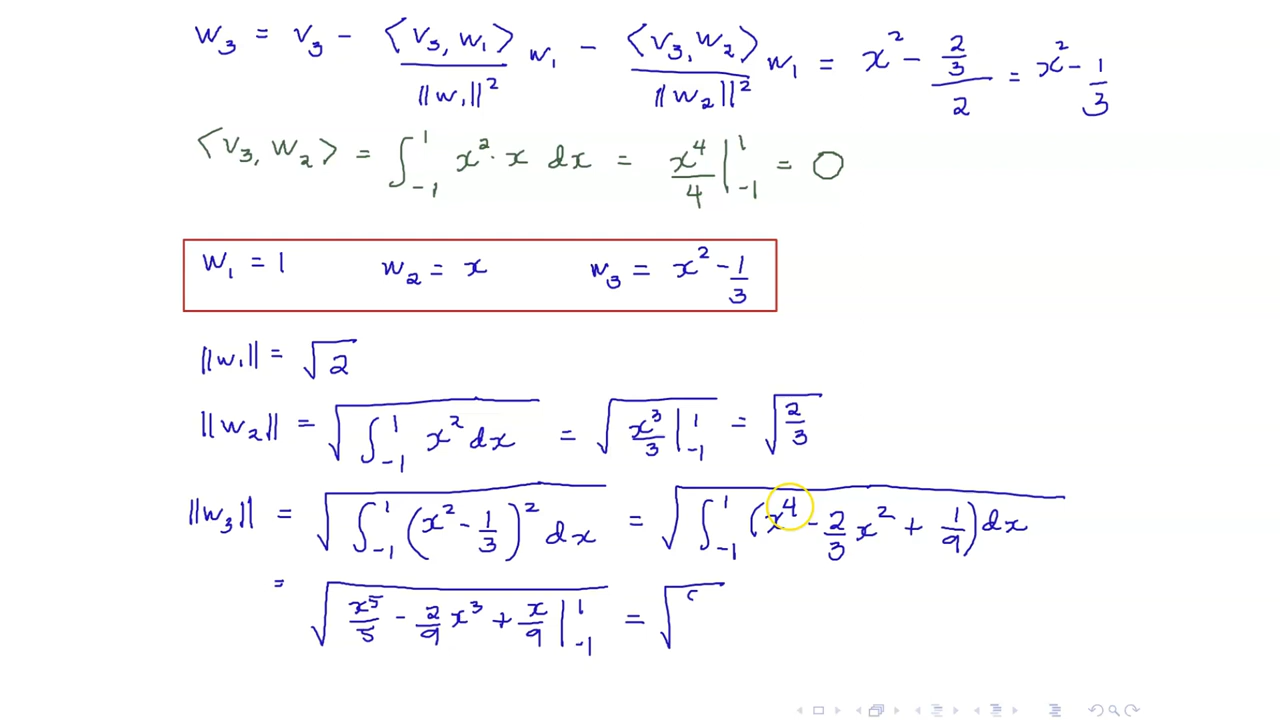 w₃ = v₃ - ⟨v₃, w₁⟩/||w₁||² w₁ - ⟨v₃, w₂⟩/||w₂||² w₁ = x² - (2/3)/2 = x² - 1/3
⟨v₃, w₂⟩ = ∫₋₁¹ x² · x dx = x⁴/4 |₋₁¹ = 0
w₁ = 1 w₂ = x w₃ = x² - 1/3
||w₁|| = √2
||w₂|| = √(∫₋₁¹ x² dx) = √(x³/3 |₋₁¹) = √(2/3)
||w₃|| = √(∫₋₁¹ (x² - 1/3)² dx) = √(∫₋₁¹ (x⁴ - 2/3 x² + 1/9) dx)
= √(x⁵/5 - 2/9 x³ + x/9 |₋₁¹) = √